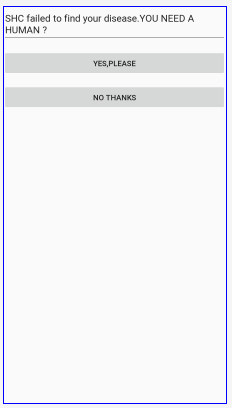 SHC failed to find your disease.YOU NEED A
HUMAN ?
YES,PLEASE
NO THANKS